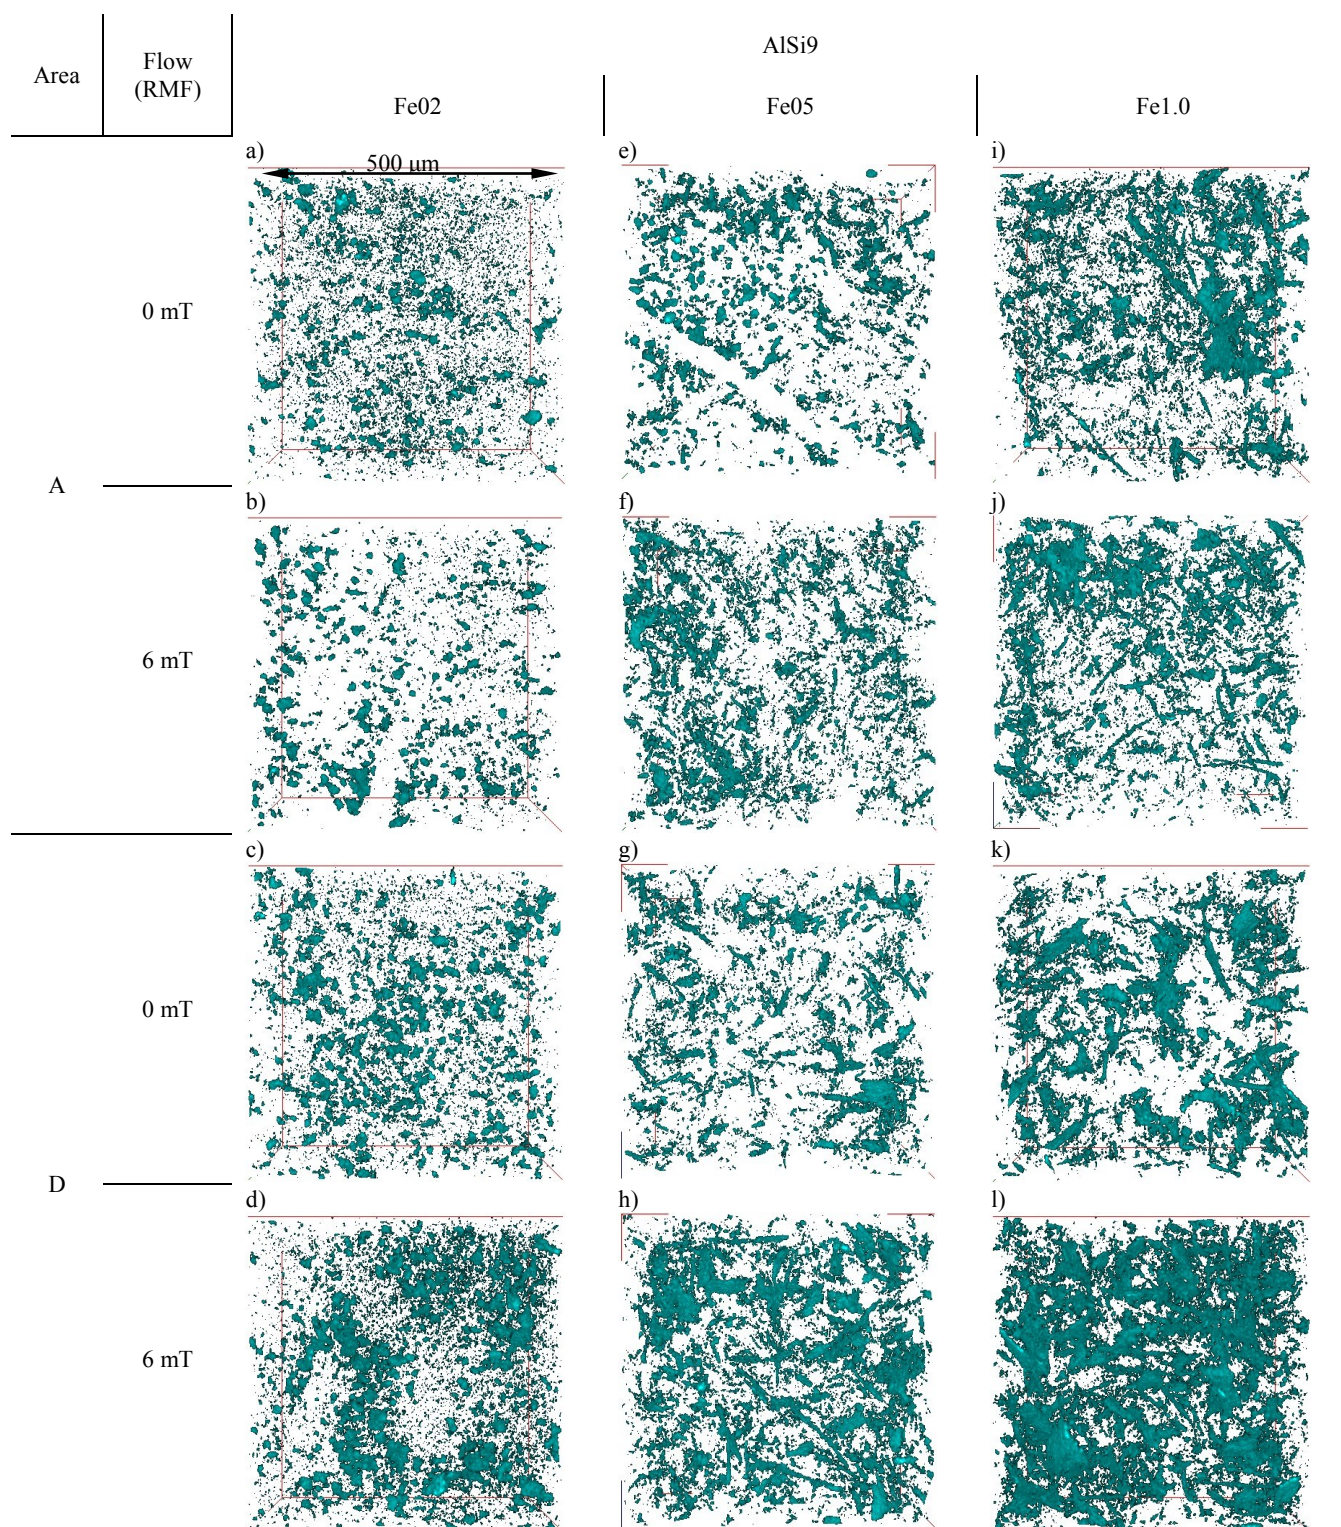 AlSi9
Area
Flow
(RMF)
Fe02
Fe05
Fe1.0
a)
e)
i)
500 µm
0 mT
A
b)
f)
j)
6 mT
c)
g)
k)
0 mT
D
d)
h)
l)
6 mT